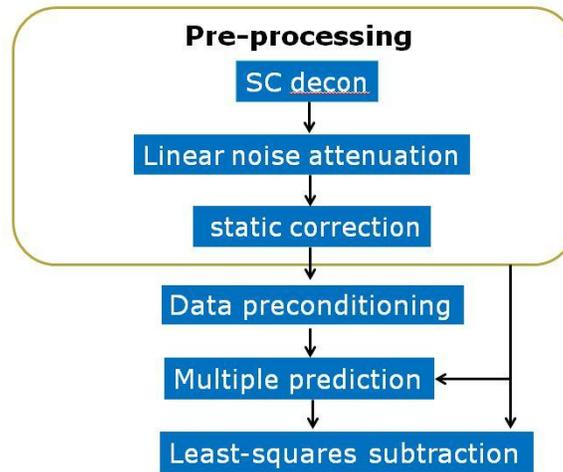 Pre-processing
SC decon
Linear noise attenuation
static correction
Data preconditioning
Multiple prediction
Least-squares subtraction